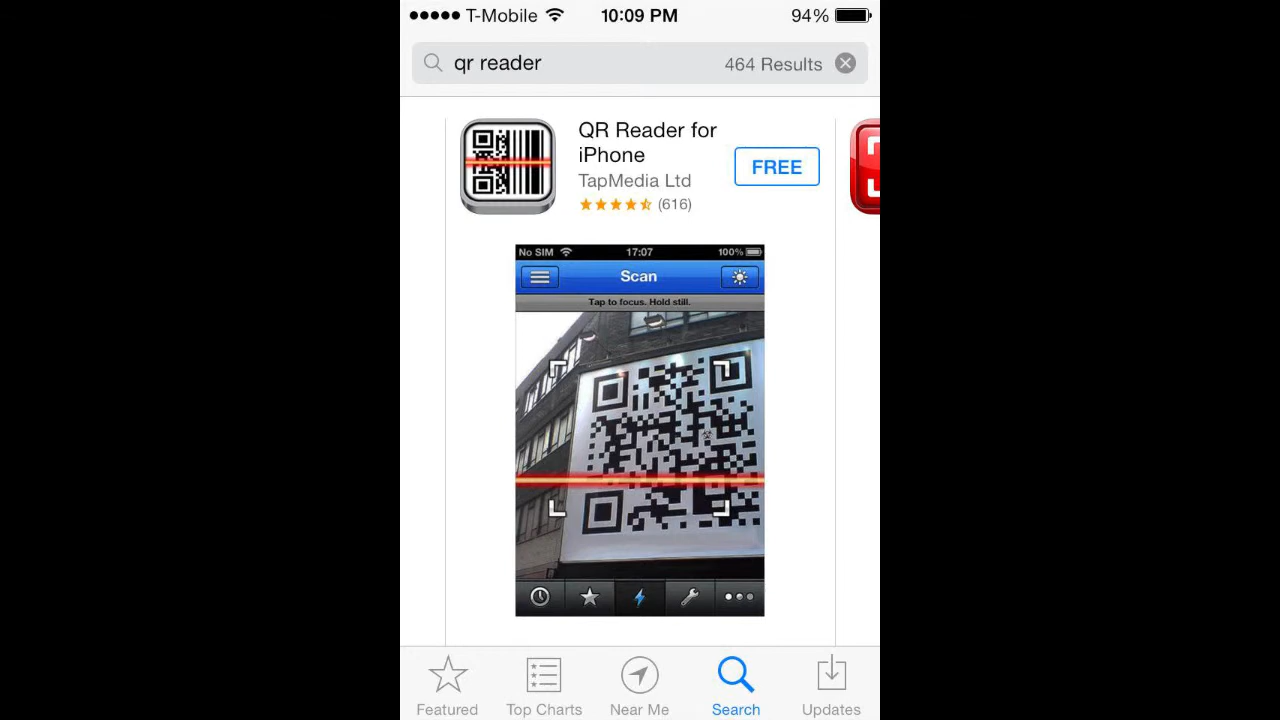 T-Mobile 10:09 PM 94%
qr reader 464 Results
QR Reader for
iPhone
TapMedia Ltd
(616)
FREE
No SIM 17:07 100%
Scan
Tap to focus. Hold still.
Featured Top Charts Near Me Search Updates